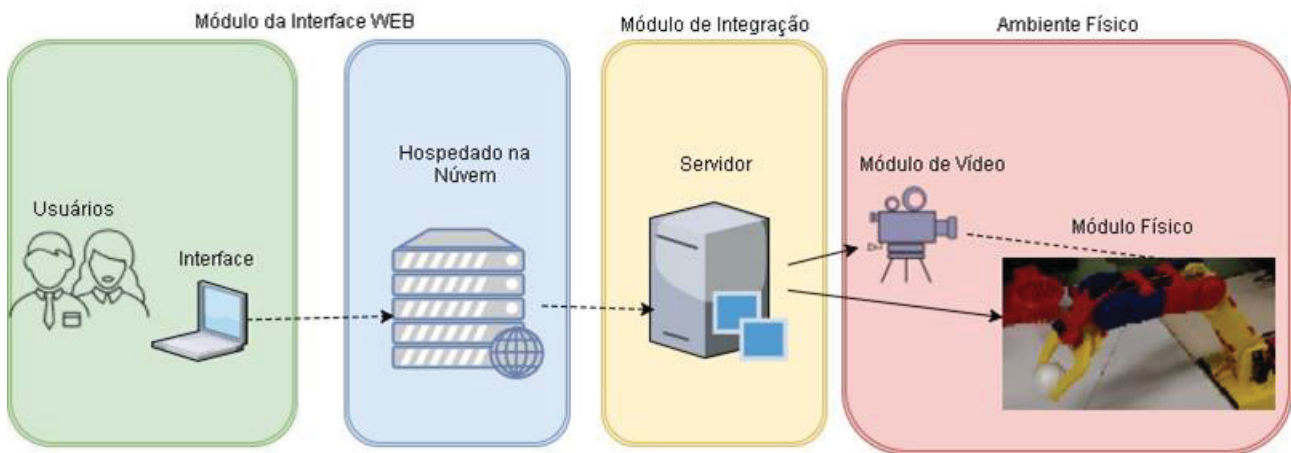 Módulo da Interface WEB
Módulo de Integração
Ambiente Físico
Usuários
Interface
Hospedado na
Núvem
Servidor
Módulo de Vídeo
Módulo Físico